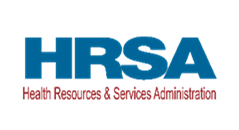 HRSA
Health Resources & Services Administration